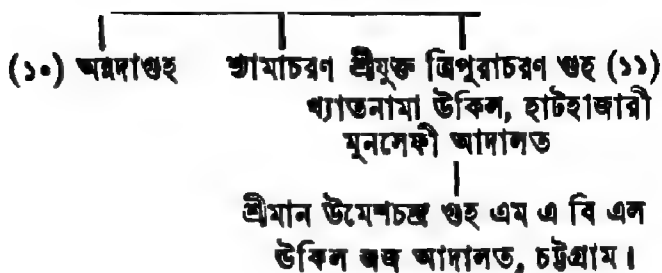 (১০) অন্নদাগুহ শ্যামাচরণ শ্রীযুক্ত ত্রিপুরাচরণ গুহ (১১)
খ্যাতনামা উকিল, হাটহাজারী
মুনসেফী আদালত
শ্রীমান উমেশচন্দ্র গুহ এম এ বি এল
উকিল জজ আদালত, চট্টগ্রাম।